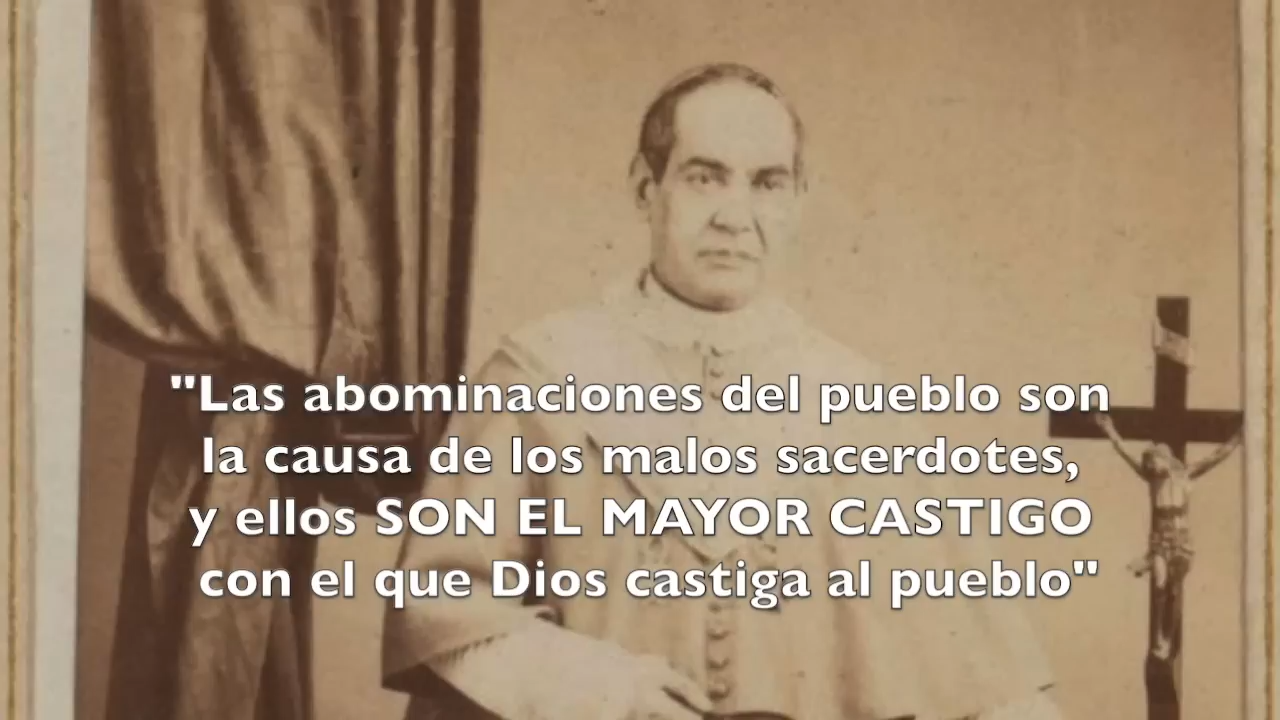 "Las abominaciones del pueblo son
la causa de los malos sacerdotes,
y ellos SON EL MAYOR CASTIGO
con el que Dios castiga al pueblo"